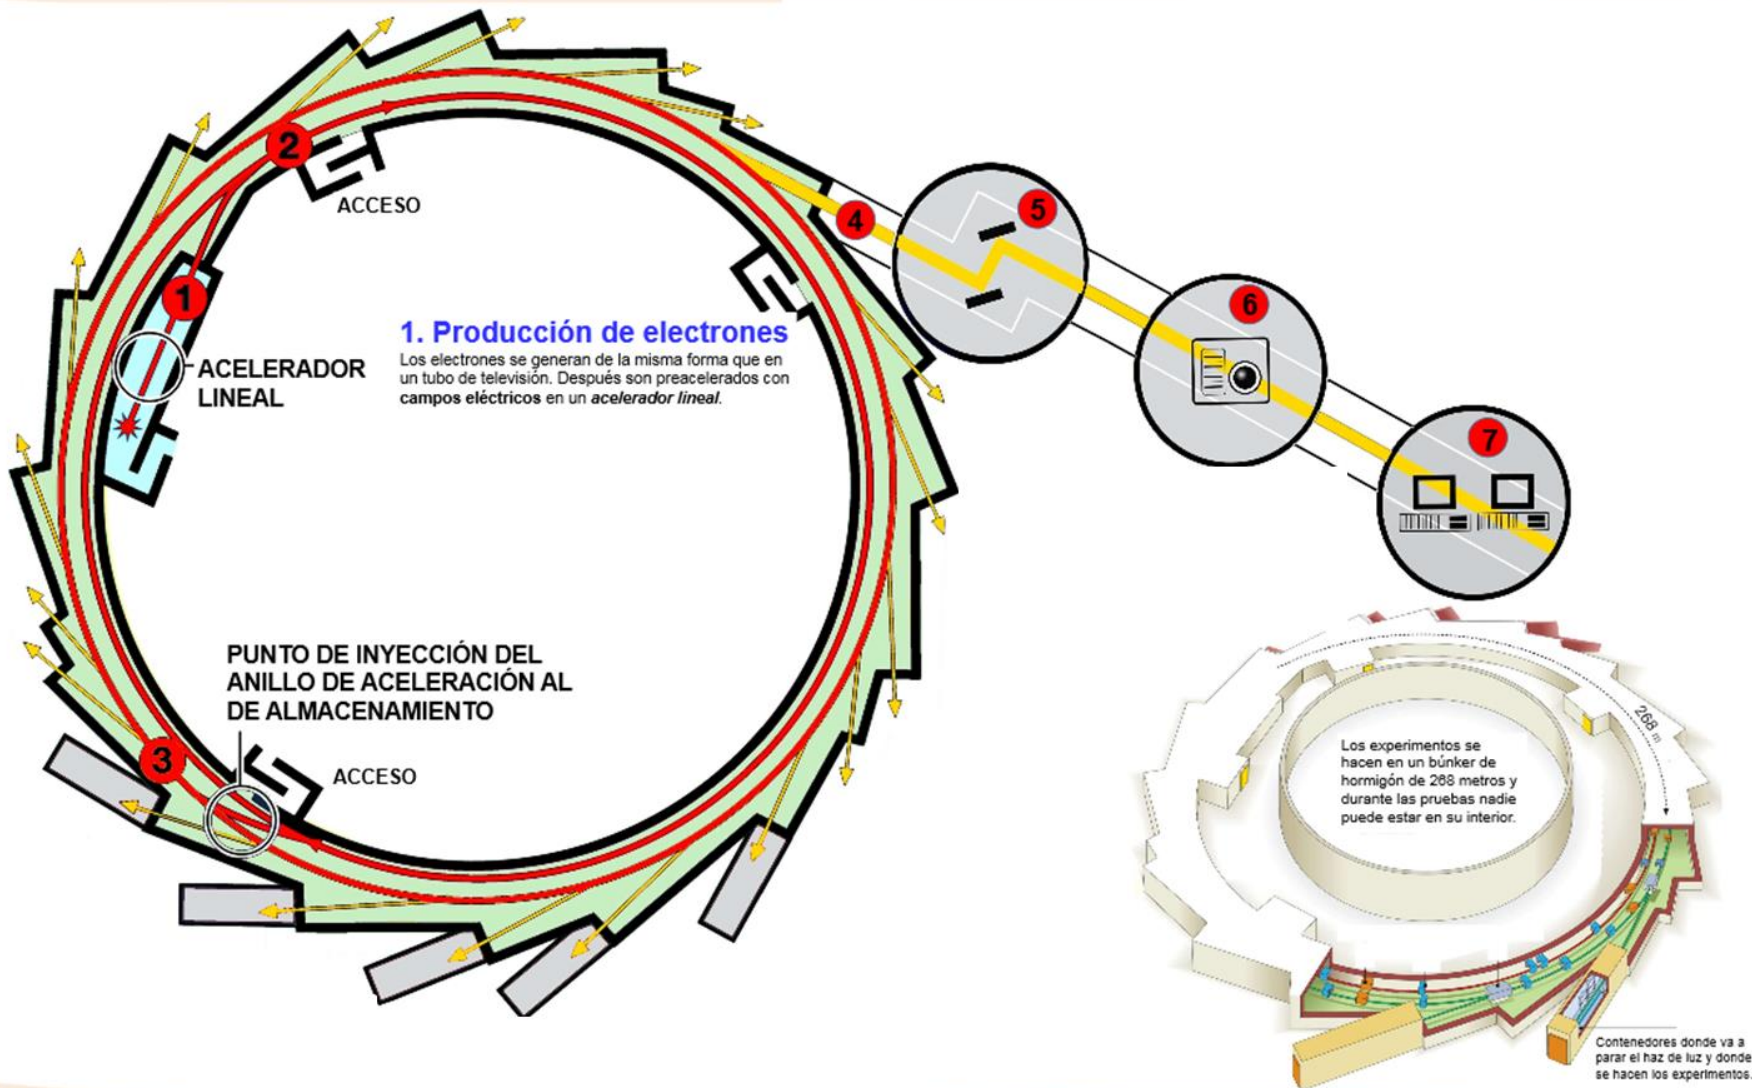 2
ACCESO
4
5
6
7
1
1. Producción de electrones
Los electrones se generan de la misma forma que en
un tubo de televisión. Después son preacelerados con
campos eléctricos en un acelerador lineal.
ACELERADOR
LINEAL
PUNTO DE INYECCIÓN DEL
ANILLO DE ACELERACIÓN AL
DE ALMACENAMIENTO
3
ACCESO
268 m
Los experimentos se
hacen en un búnker de
hormigón de 268 metros y
durante las pruebas nadie
puede estar en su interior.
Contenedores donde va a
parar el haz de luz y donde
se hacen los experimentos.